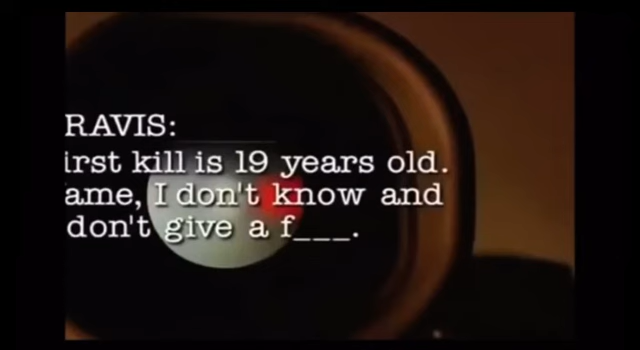 RAVIS:
irst kill is 19 years old.
ame, I don't know and
don't give a f___.